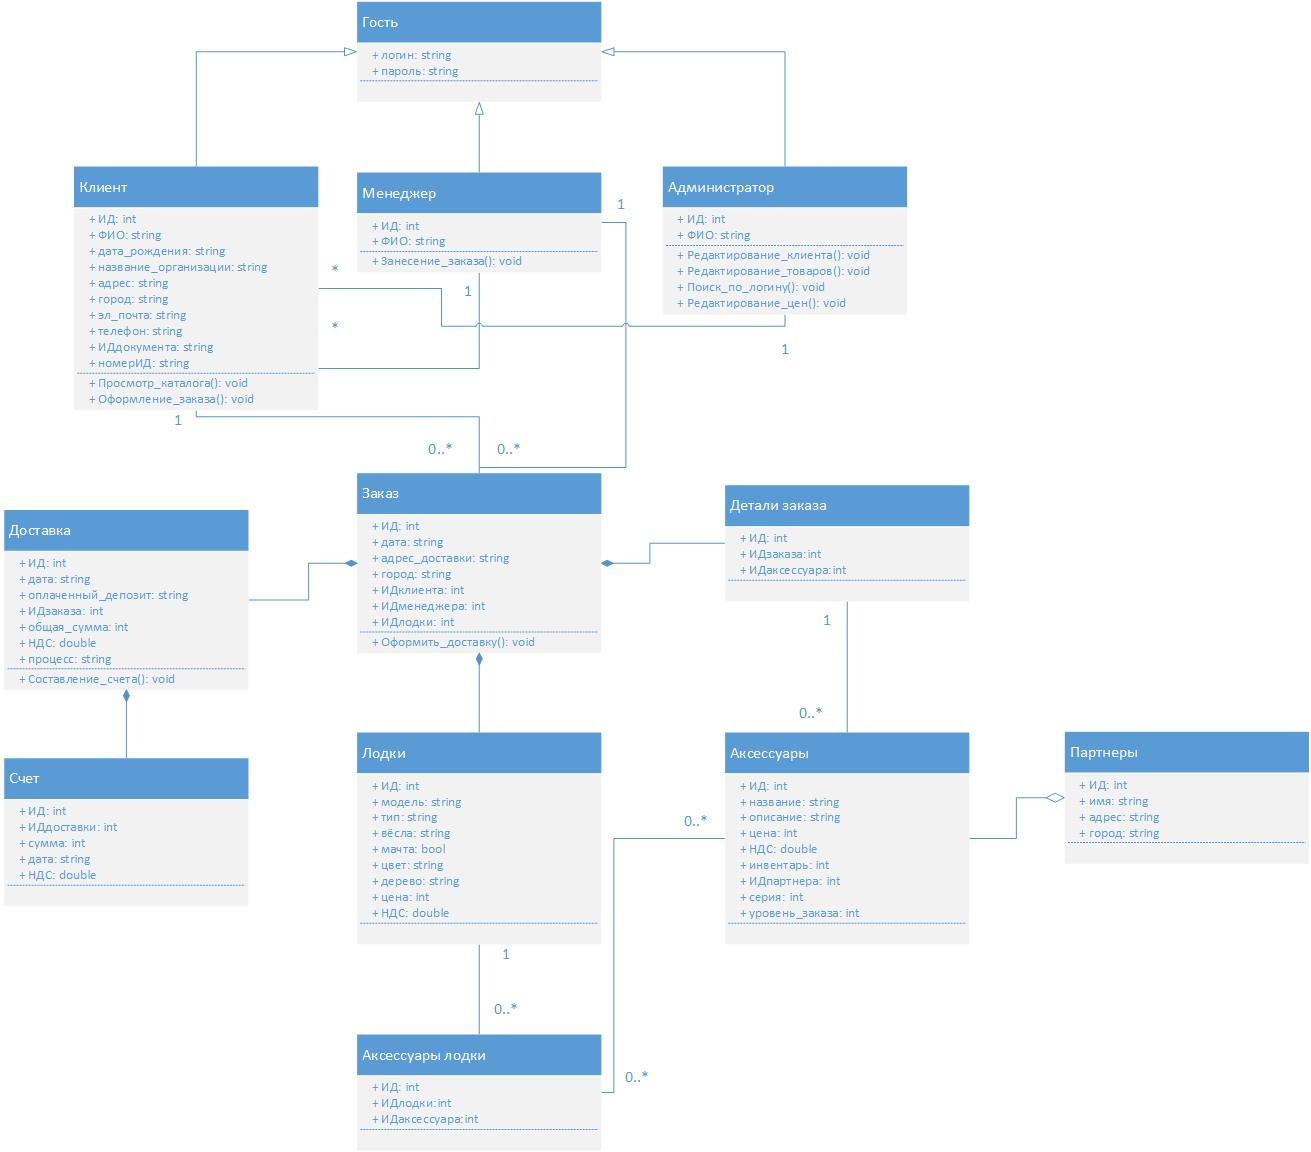 Гость
+ логин: string
+ пароль: string
Клиент
+ ИД: int
+ ФИО: string
+ дата_рождения: string
+ название_организации: string
+ адрес: string
+ город: string
+ эл_почта: string
+ телефон: string
+ ИДдокумента: string
+ номерИД: string
+ Просмотр_каталога(): void
+ Оформление_заказа(): void
Менеджер
+ ИД: int
+ ФИО: string
+ Занесение_заказа(): void
Администратор
+ ИД: int
+ ФИО: string
+ Редактирование_клиента(): void
+ Редактирование_товаров(): void
+ Поиск_по_логину(): void
+ Редактирование_цен(): void
1
*
1
*
1
1
0..*
0..*
Заказ
+ ИД: int
+ дата: string
+ адрес_доставки: string
+ город: string
+ ИДклиента: int
+ ИДменеджера: int
+ ИДлодки: int
+ Оформить_доставку(): void
Детали заказа
+ ИД: int
+ ИДзаказа:int
+ ИДаксессуара:int
Доставка
+ ИД: int
+ дата: string
+ оплаченный_депозит: string
+ ИДзаказа: int
+ общая_сумма: int
+ НДС: double
+ процесс: string
+ Составление_счета(): void
1
0..*
Счет
+ ИД: int
+ ИДдоставки: int
+ сумма: int
+ дата: string
+ НДС: double
Лодки
+ ИД: int
+ модель: string
+ тип: string
+ вёсла: string
+ мачта: bool
+ цвет: string
+ дерево: string
+ цена: int
+ НДС: double
Аксессуары
+ ИД: int
+ название: string
+ описание: string
+ цена: int
+ НДС: double
+ инвентарь: int
+ ИДпартнера: int
+ серия: int
+ уровень_заказа: int
Партнеры
+ ИД: int
+ имя: string
+ адрес: string
+ город: string
0..*
1
0..*
Аксессуары лодки
+ ИД: int
+ ИДлодки:int
+ ИДаксессуара:int
0..*